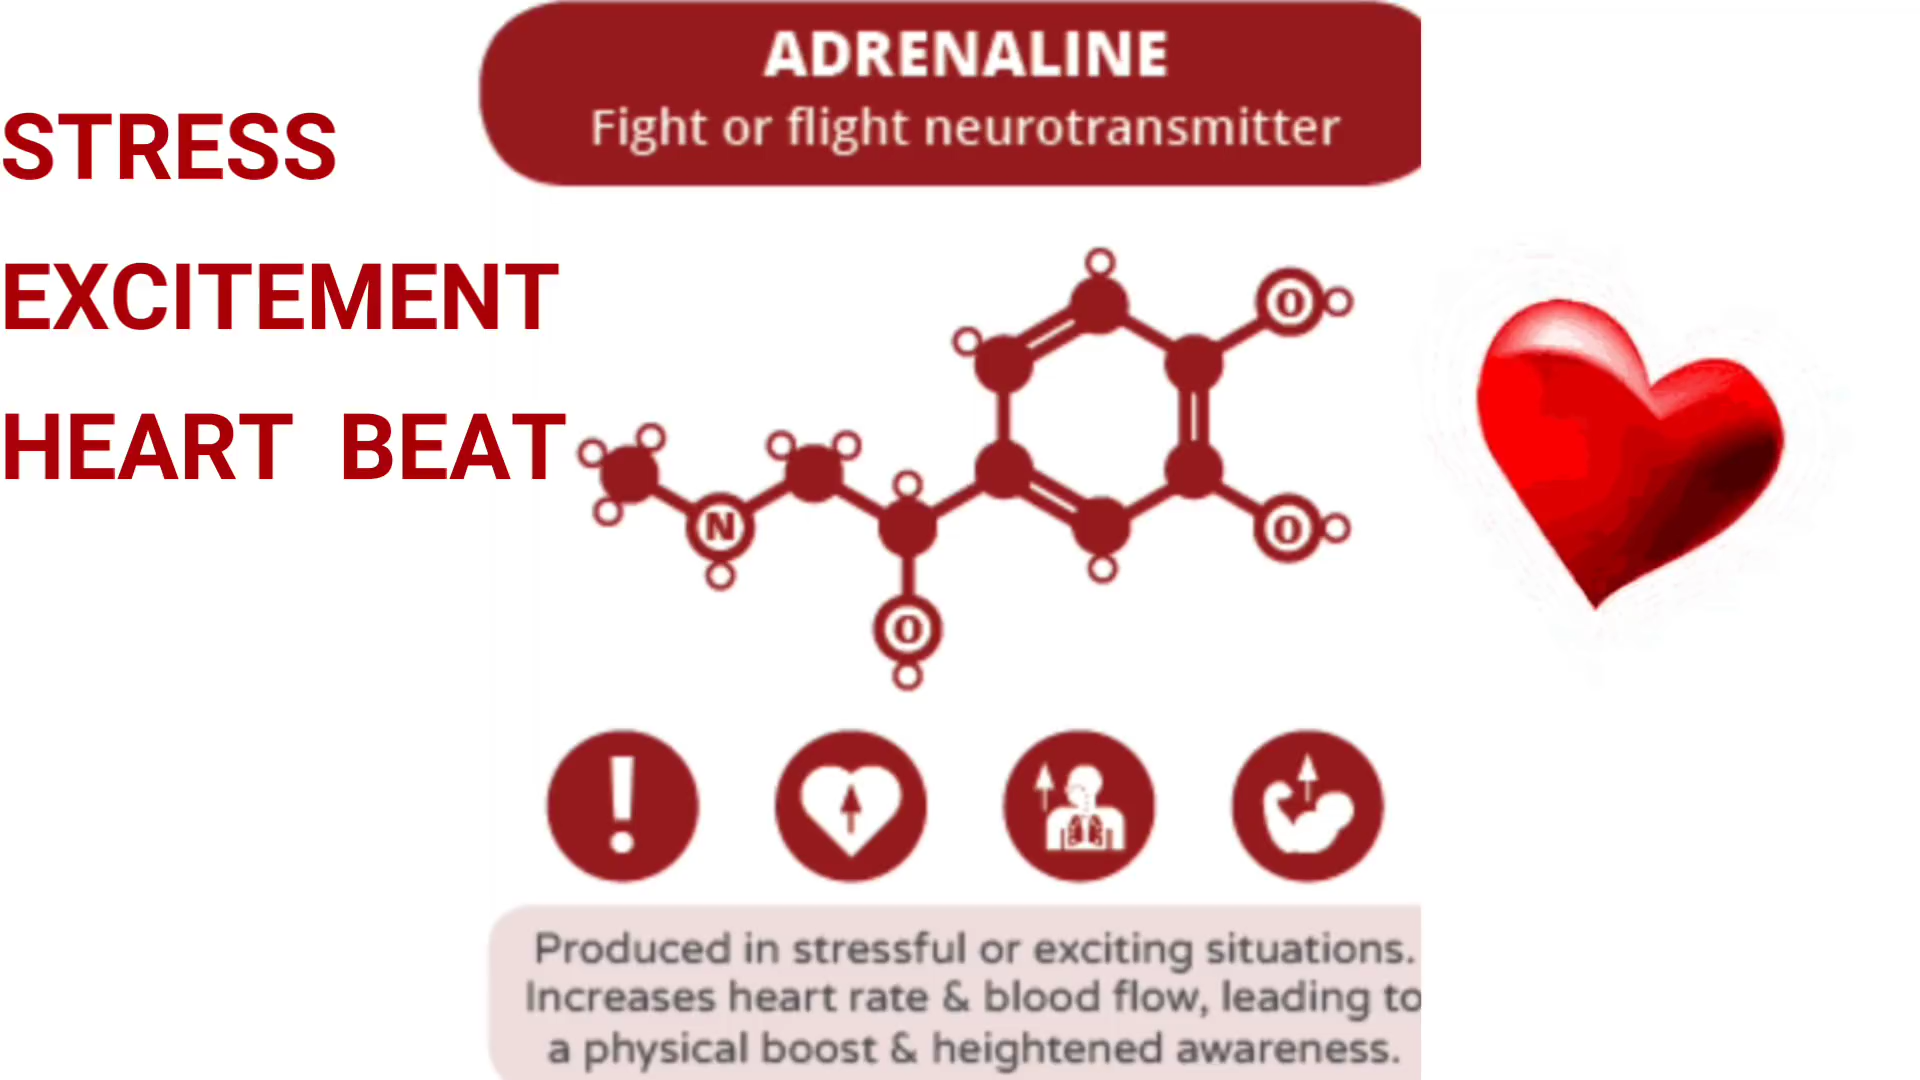 ADRENALINE
Fight or flight neurotransmitter
STRESS
EXCITEMENT
HEART BEAT
O
O
N
O
Produced in stressful or exciting situations.
Increases heart rate & blood flow, leading to
a physical boost & heightened awareness.